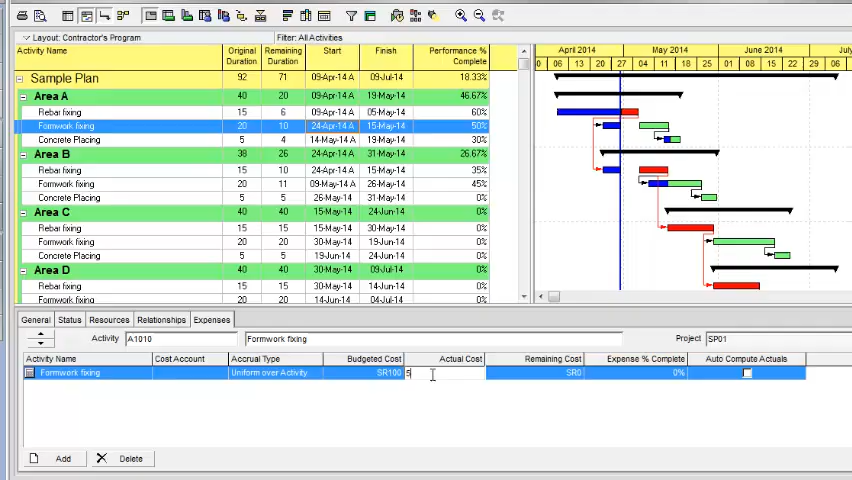 Layout: Contractor's Program
Filter: All Activities
Activity Name Original Duration Remaining Duration Start Finish Performance % Complete
April 2014 May 2014 June 2014 July
0 06 13 20 27 04 11 18 25 01 08 15 22 29 06
Sample Plan 92 71 09-Apr-14 A 09-Jul-14 18.33%
Area A 40 20 09-Apr-14 A 19-May-14 46.67%
Rebar fixing 15 6 09-Apr-14 A 05-May-14 60%
Formwork fixing 20 10 24-Apr-14 A 15-May-14 50%
Concrete Placing 5 4 14-May-14 A 19-May-14 30%
Area B 38 26 24-Apr-14 A 31-May-14 26.67%
Rebar fixing 15 10 24-Apr-14 A 15-May-14 35%
Formwork fixing 20 11 09-May-14 A 26-May-14 45%
Concrete Placing 5 5 26-May-14 31-May-14 0%
Area C 40 40 15-May-14 24-Jun-14 0%
Rebar fixing 15 15 15-May-14 30-May-14 0%
Formwork fixing 20 20 30-May-14 19-Jun-14 0%
Concrete Placing 5 5 19-Jun-14 24-Jun-14 0%
Area D 40 40 30-May-14 09-Jul-14 0%
Rebar fixing 15 15 30-May-14 14-Jun-14 0%
Formwork fixing 20 20 14-Jun-14 04-Jul-14 0%
General Status Resources Relationships Expenses
Activity A1010 Formwork fixing Project SP01
Activity Name Cost Account Accrual Type Budgeted Cost Actual Cost Remaining Cost Expense % Complete Auto Compute Actuals
Formwork fixing Uniform over Activity SR100 5 SR0 0%
Add Delete